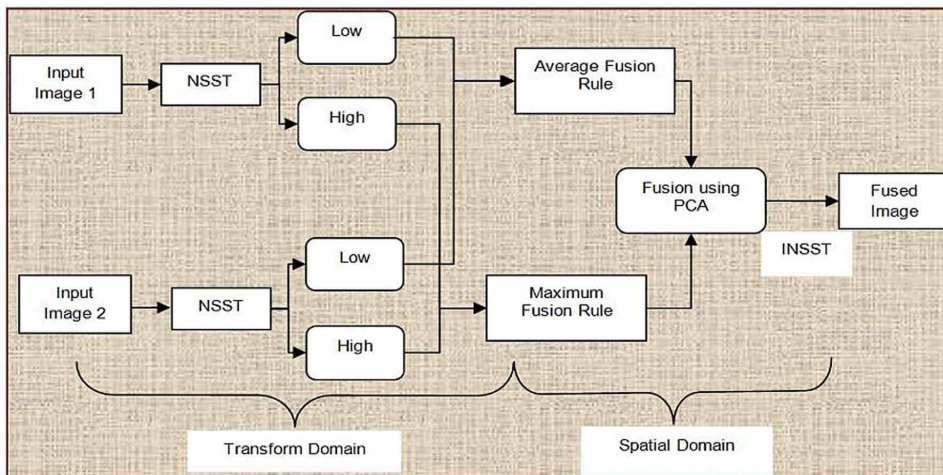 Input
Image 1
NSST
Low
High
Average Fusion
Rule
Fusion using
PCA
Fused
Image
INSST
Input
Image 2
NSST
Low
High
Maximum
Fusion Rule
Transform Domain
Spatial Domain